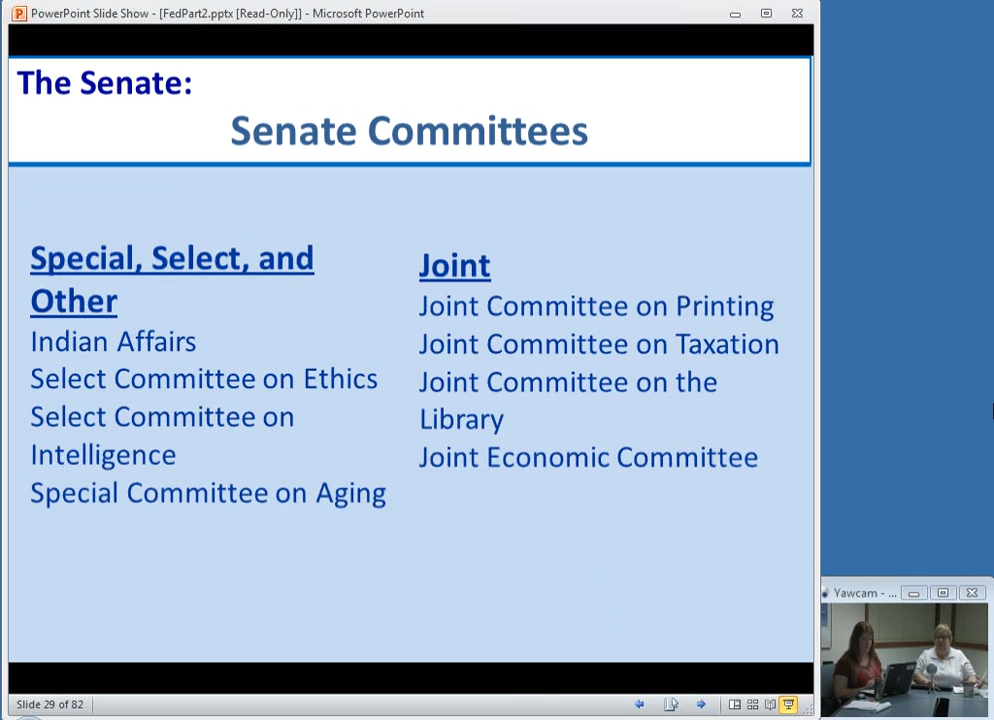 PowerPoint Slide Show - [FedPart2.pptx [Read-Only]] - Microsoft PowerPoint
The Senate:
Senate Committees
Special, Select, and
Other
Indian Affairs
Select Committee on Ethics
Select Committee on
Intelligence
Special Committee on Aging
Joint
Joint Committee on Printing
Joint Committee on Taxation
Joint Committee on the
Library
Joint Economic Committee
Yawcam - ...
Slide 29 of 82